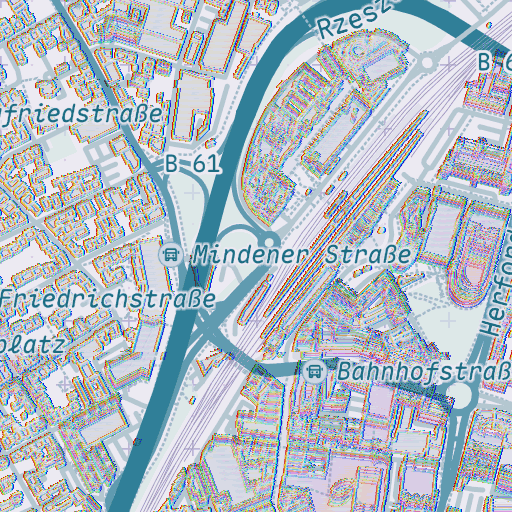 Rzesz
B 6
friedstraße
B 61
Mindener Straße
Herford
Friedrichstraße
platz
Bahnhofstraß